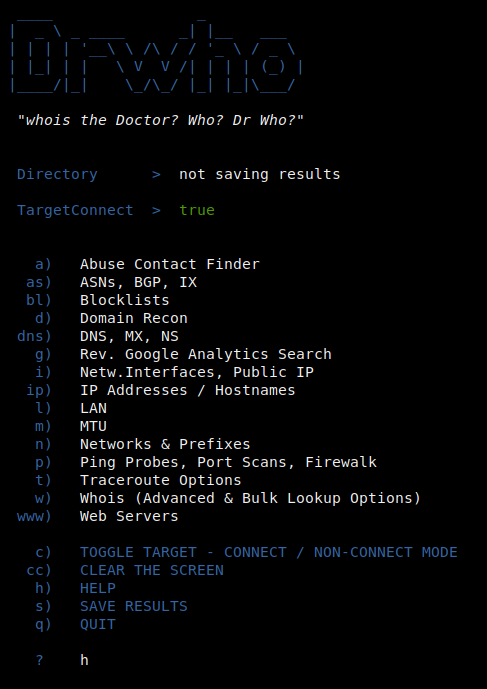 DrWho
"whois the Doctor? Who? Dr Who?"
Directory > not saving results
TargetConnect > true
a) Abuse Contact Finder
as) ASNs, BGP, IX
bl) Blocklists
d) Domain Recon
dns) DNS, MX, NS
g) Rev. Google Analytics Search
i) Netw.Interfaces, Public IP
ip) IP Addresses / Hostnames
l) LAN
m) MTU
n) Networks & Prefixes
p) Ping Probes, Port Scans, Firewalk
t) Traceroute Options
w) Whois (Advanced & Bulk Lookup Options)
www) Web Servers
c) TOGGLE TARGET - CONNECT / NON-CONNECT MODE
cc) CLEAR THE SCREEN
h) HELP
s) SAVE RESULTS
q) QUIT
? h